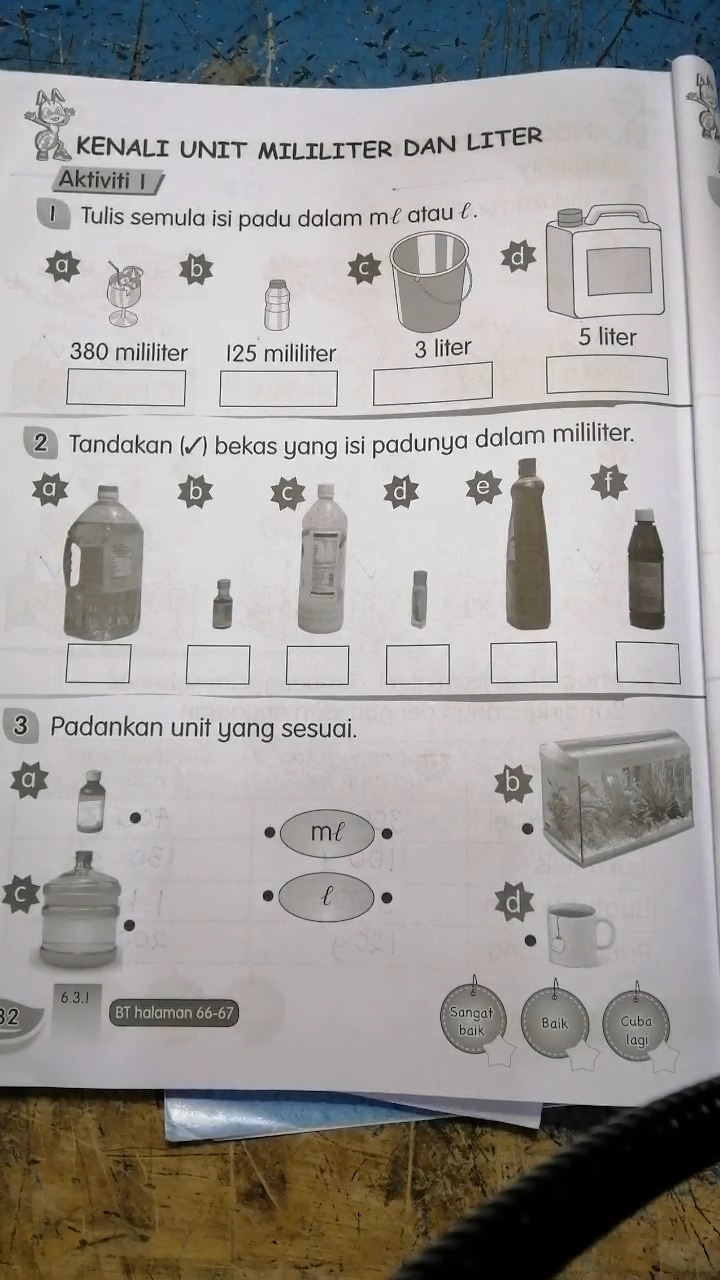 KENALI UNIT MILILITER DAN LITER
Aktiviti 1
1 Tulis semula isi padu dalam mℓ atau ℓ.
a b c d
380 mililiter 125 mililiter 3 liter 5 liter
2 Tandakan (✓) bekas yang isi padunya dalam mililiter.
a b c d e f
3 Padankan unit yang sesuai.
a b
mℓ
c ℓ d
32 6.3.1 BT halaman 66-67
Sangat baik Baik Cuba lagi